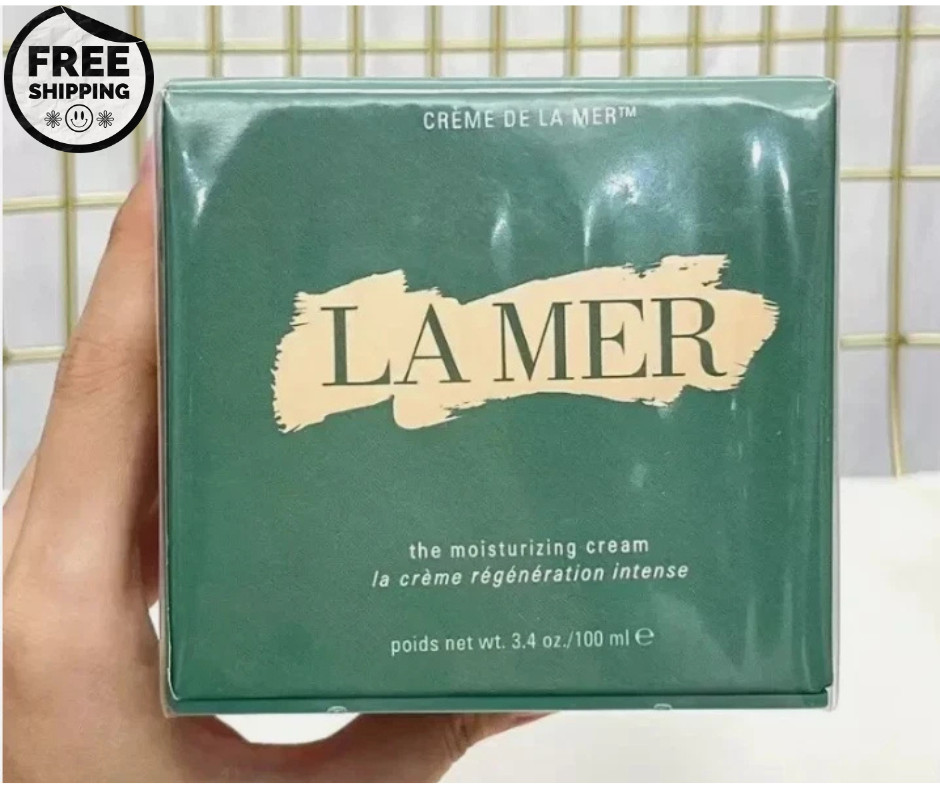 FREE
SHIPPING
CRÈME DE LA MER™
LA MER
the moisturizing cream
la crème régénération intense
poids net wt. 3.4 oz./100 ml ℮